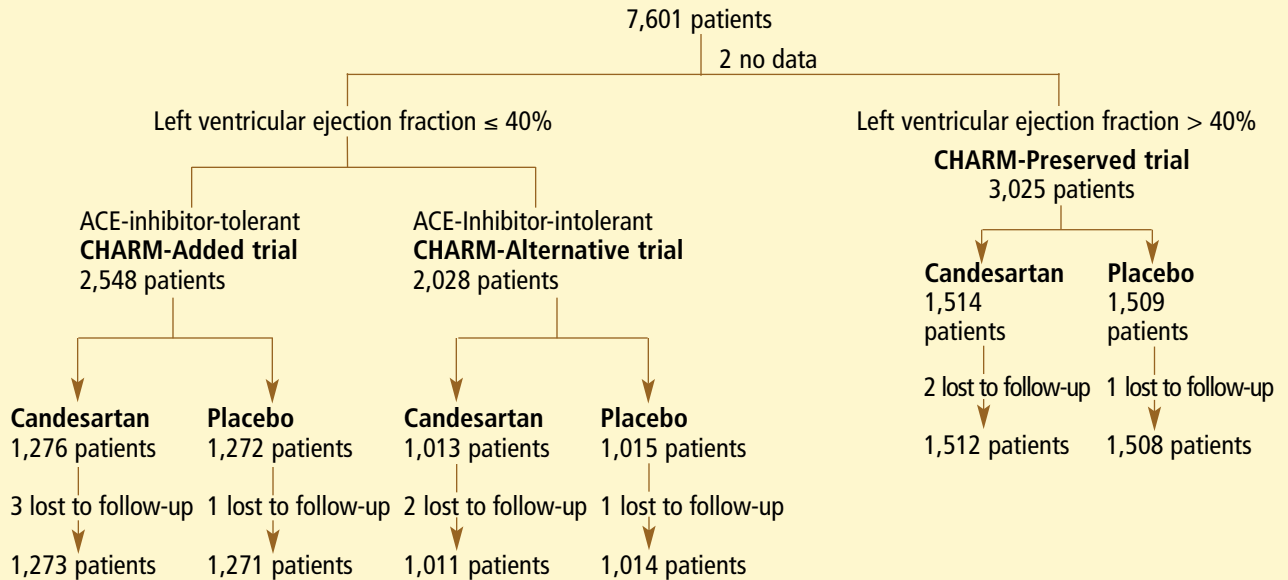 7,601 patients
2 no data
Left ventricular ejection fraction ≤ 40%
ACE-inhibitor-tolerant
CHARM-Added trial
2,548 patients
Candesartan
1,276 patients
3 lost to follow-up
1,273 patients
Placebo
1,272 patients
1 lost to follow-up
1,271 patients
ACE-Inhibitor-intolerant
CHARM-Alternative trial
2,028 patients
Candesartan
1,013 patients
2 lost to follow-up
1,011 patients
Placebo
1,015 patients
1 lost to follow-up
1,014 patients
Left ventricular ejection fraction > 40%
CHARM-Preserved trial
3,025 patients
Candesartan
1,514
patients
2 lost to follow-up
1,512 patients
Placebo
1,509
patients
1 lost to follow-up
1,508 patients